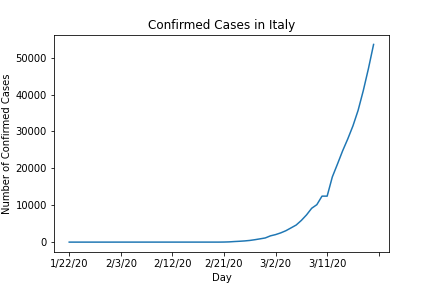 Confirmed Cases in Italy
Number of Confirmed Cases
50000
40000
30000
20000
10000
0
1/22/20 2/3/20 2/12/20 2/21/20 3/2/20 3/11/20
Day